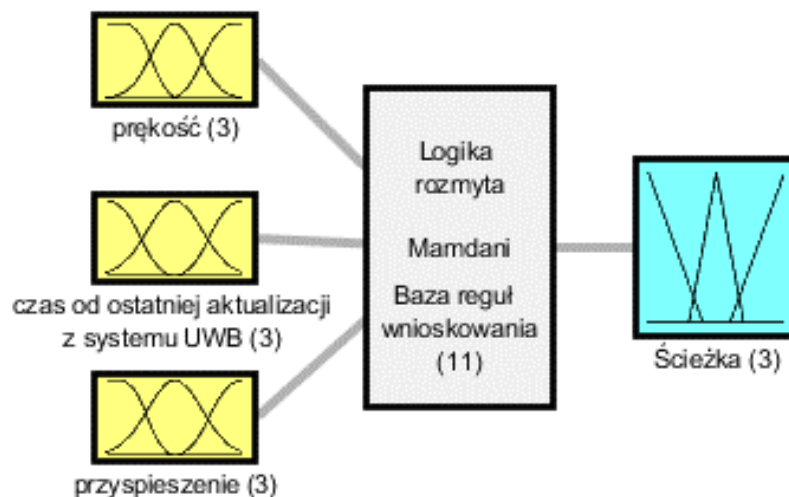 prękość (3)
czas od ostatniej aktualizacji
z systemu UWB (3)
przyspieszenie (3)
Logika
rozmyta
Mamdani
Baza reguł
wnioskowania
(11)
Ścieżka (3)